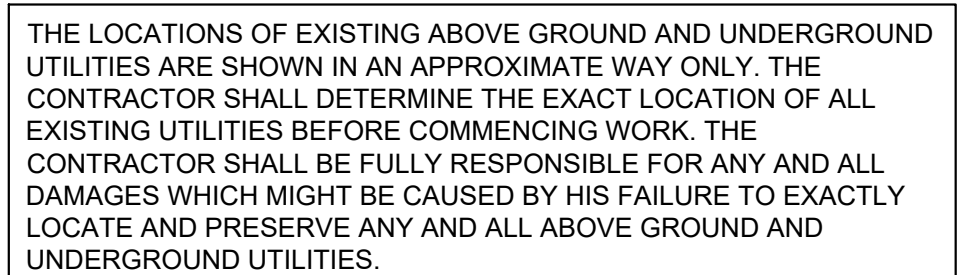 THE LOCATIONS OF EXISTING ABOVE GROUND AND UNDERGROUND
UTILITIES ARE SHOWN IN AN APPROXIMATE WAY ONLY. THE
CONTRACTOR SHALL DETERMINE THE EXACT LOCATION OF ALL
EXISTING UTILITIES BEFORE COMMENCING WORK. THE
CONTRACTOR SHALL BE FULLY RESPONSIBLE FOR ANY AND ALL
DAMAGES WHICH MIGHT BE CAUSED BY HIS FAILURE TO EXACTLY
LOCATE AND PRESERVE ANY AND ALL ABOVE GROUND AND
UNDERGROUND UTILITIES.